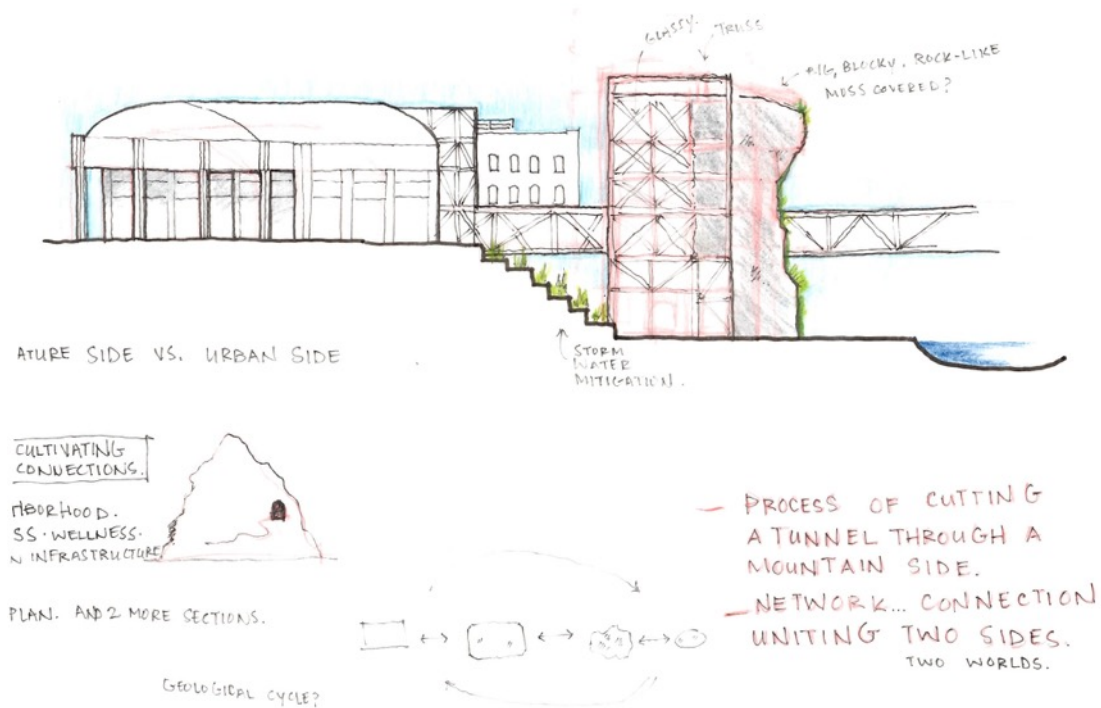 GLASSY.
TRUSS
BIG, BLOCKY, ROCK-LIKE
MOSS COVERED?
ATURE SIDE VS. URBAN SIDE
STORM
WATER
MITIGATION.
CULTIVATING
CONNECTIONS.
HBORHOOD.
SS. WELLNESS.
N INFRASTRUCTURE
PLAN. AND 2 MORE SECTIONS.
GEOLOGICAL CYCLE?
— PROCESS OF CUTTING
A TUNNEL THROUGH A
MOUNTAIN SIDE.
— NETWORK... CONNECTION
UNITING TWO SIDES.
TWO WORLDS.